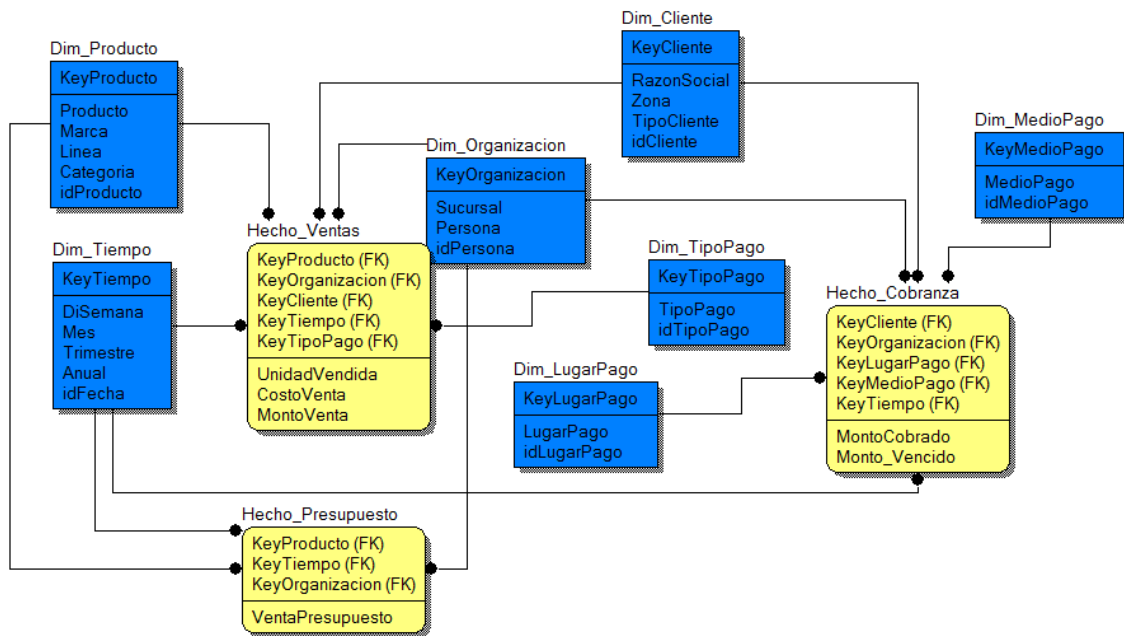 Dim_Producto
KeyProducto
Producto
Marca
Linea
Categoria
idProducto
Dim_Cliente
KeyCliente
RazonSocial
Zona
TipoCliente
idCliente
Dim_MedioPago
KeyMedioPago
MedioPago
idMedioPago
Dim_Organizacion
KeyOrganizacion
Sucursal
Persona
idPersona
Dim_Tiempo
KeyTiempo
DiSemana
Mes
Trimestre
Anual
idFecha
Hecho_Ventas
KeyProducto (FK)
KeyOrganizacion (FK)
KeyCliente (FK)
KeyTiempo (FK)
KeyTipoPago (FK)
UnidadVendida
CostoVenta
MontoVenta
Dim_TipoPago
KeyTipoPago
TipoPago
idTipoPago
Dim_LugarPago
KeyLugarPago
LugarPago
idLugarPago
Hecho_Cobranza
KeyCliente (FK)
KeyOrganizacion (FK)
KeyLugarPago (FK)
KeyMedioPago (FK)
KeyTiempo (FK)
MontoCobrado
Monto_Vencido
Hecho_Presupuesto
KeyProducto (FK)
KeyTiempo (FK)
KeyOrganizacion (FK)
VentaPresupuesto